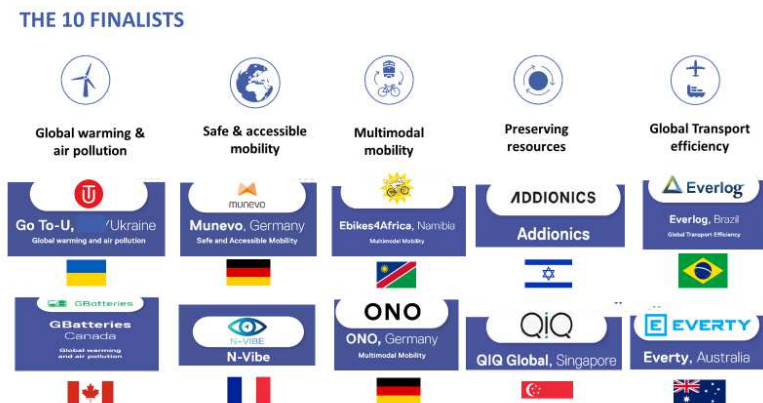 THE 10 FINALISTS
Global warming &
air pollution
Safe & accessible
mobility
Multimodal
mobility
Preserving
resources
Global Transport
efficiency
Go To-U, /Ukraine
Global warming and air pollution
munevo
Munevo, Germany
Safe and Accessible Mobility
Ebikes4Africa, Namibia
Multimodal Mobility
ADDIONICS
Addionics
Everlog
Everlog, Brazil
Global Transport Efficiency
GBatteries
GBatteries
Canada
Global warming
and air pollution
N-VIBE
N-Vibe
ONO
ONO, Germany
Multimodal Mobility
QIQ
QIQ Global, Singapore
E EVERTY
Everty, Australia